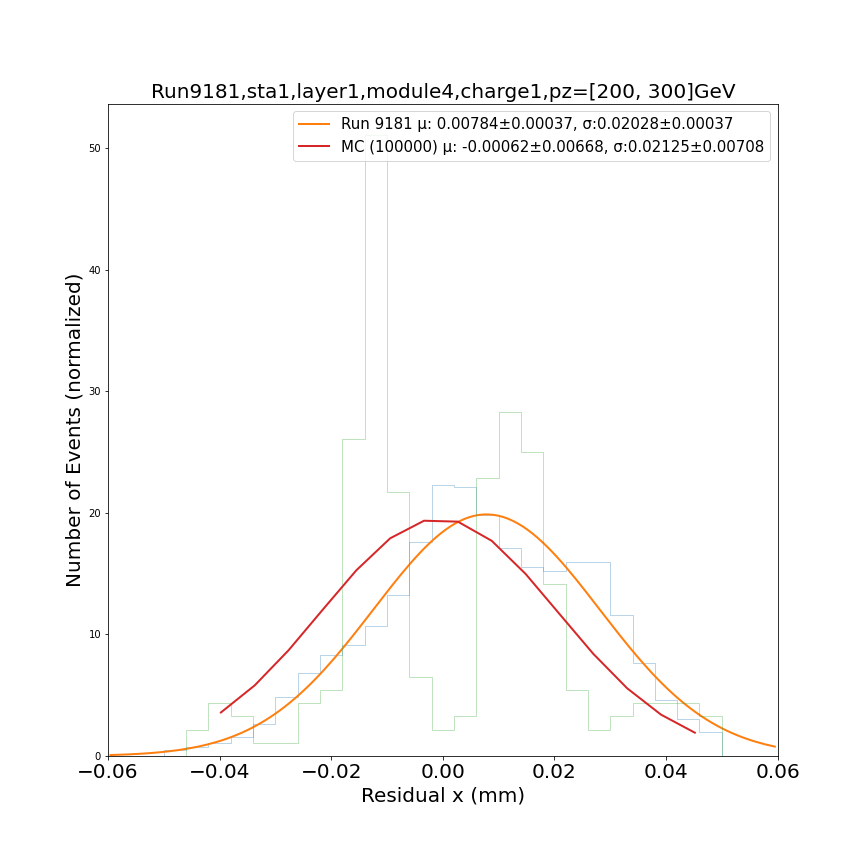 Run9181,sta1,layer1,module4,charge1,pz=[200, 300]GeV
Run 9181 μ: 0.00784±0.00037, σ:0.02028±0.00037
MC (100000) μ: -0.00062±0.00668, σ:0.02125±0.00708
Number of Events (normalized)
50
40
30
20
10
0
−0.06 −0.04 −0.02 0.00 0.02 0.04 0.06
Residual x (mm)